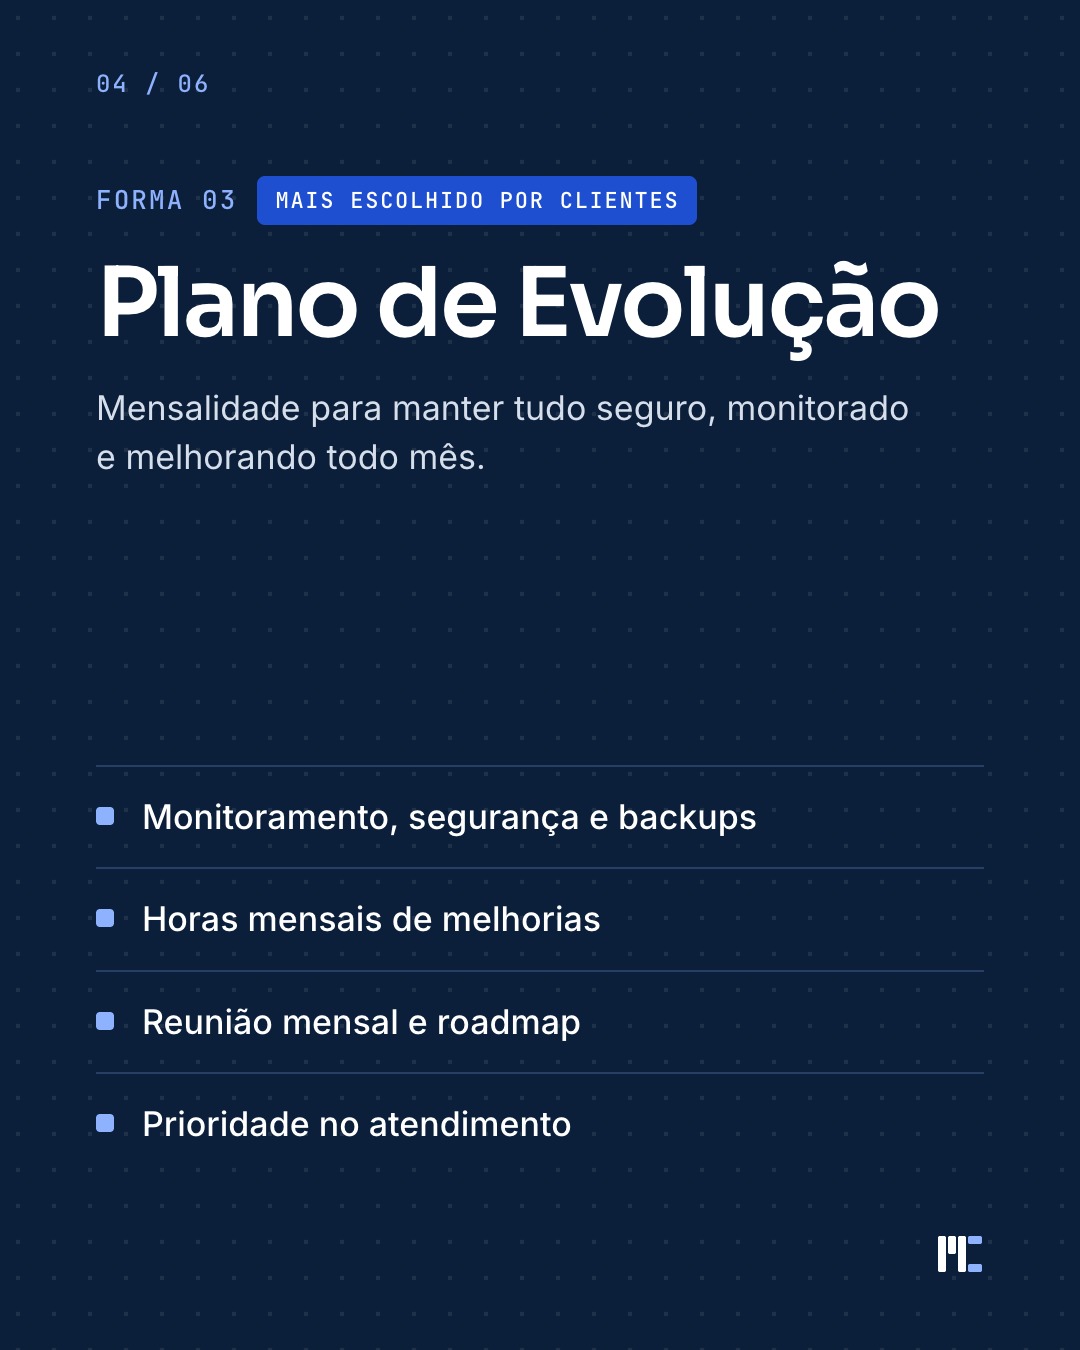 04 / 06
FORMA 03
MAIS ESCOLHIDO POR CLIENTES
Plano de Evolução
Mensalidade para manter tudo seguro, monitorado
e melhorando todo mês.
Monitoramento, segurança e backups
Horas mensais de melhorias
Reunião mensal e roadmap
Prioridade no atendimento
MC